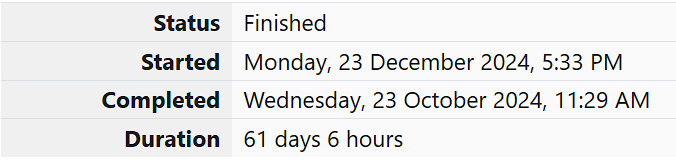 Status Finished
Started Monday, 23 December 2024, 5:33 PM
Completed Wednesday, 23 October 2024, 11:29 AM
Duration 61 days 6 hours